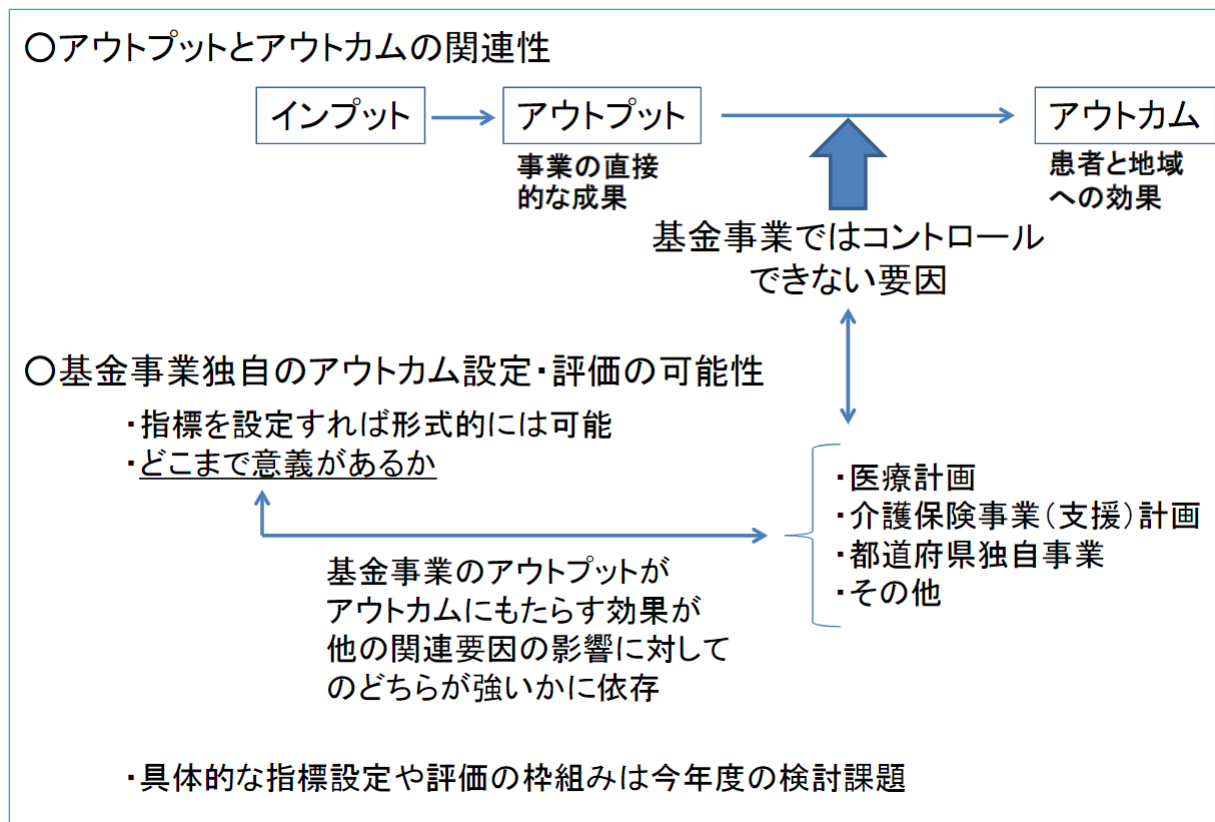 ○アウトプットとアウトカムの関連性
インプット
アウトプット
アウトカム
事業の直接
的な成果
患者と地域
への効果
基金事業ではコントロール
できない要因
○基金事業独自のアウトカム設定・評価の可能性
・指標を設定すれば形式的には可能
・どこまで意義があるか
・医療計画
・介護保険事業(支援)計画
・都道府県独自事業
・その他
基金事業のアウトプットが
アウトカムにもたらす効果が
他の関連要因の影響に対して
のどちらが強いかに依存
・具体的な指標設定や評価の枠組みは今年度の検討課題